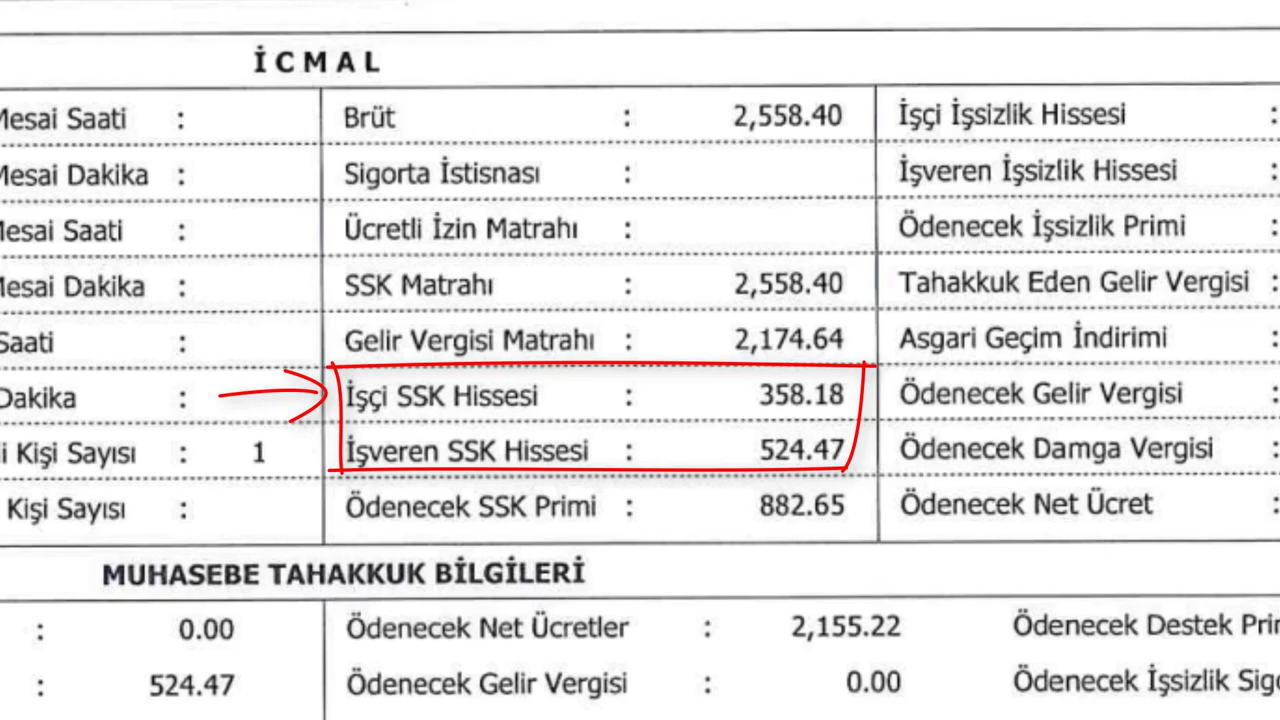 İCMAL
Mesai Saati :
Brüt : 2,558.40
İşçi İşsizlik Hissesi :
Mesai Dakika :
Sigorta İstisnası :
İşveren İşsizlik Hissesi :
Mesai Saati :
Ücretli İzin Matrahı :
Ödenecek İşsizlik Primi :
Mesai Dakika :
SSK Matrahı : 2,558.40
Tahakkuk Eden Gelir Vergisi :
Saati :
Gelir Vergisi Matrahı : 2,174.64
Asgari Geçim İndirimi :
Dakika :
İşçi SSK Hissesi : 358.18
Ödenecek Gelir Vergisi :
i Kişi Sayısı : 1
İşveren SSK Hissesi : 524.47
Ödenecek Damga Vergisi :
Kişi Sayısı :
Ödenecek SSK Primi : 882.65
Ödenecek Net Ücret :
MUHASEBE TAHAKKUK BİLGİLERİ
: 0.00
Ödenecek Net Ücretler : 2,155.22
Ödenecek Destek Pri
: 524.47
Ödenecek Gelir Vergisi : 0.00
Ödenecek İşsizlik Sig